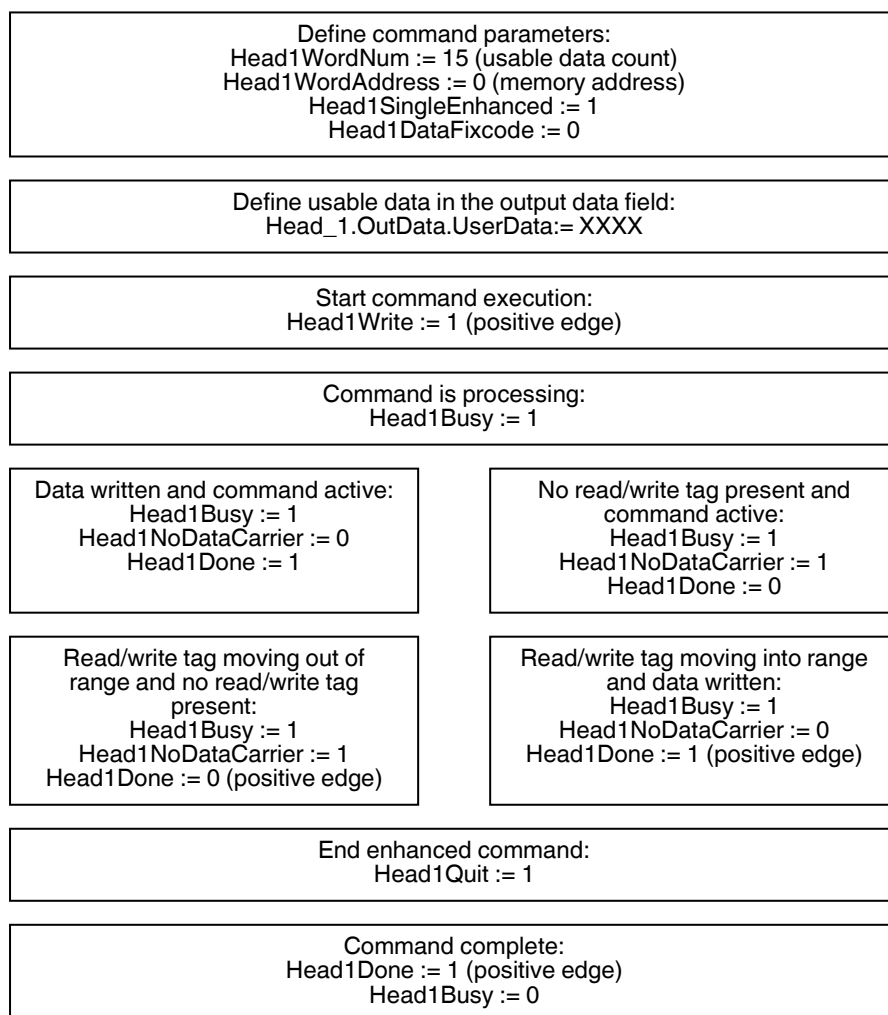 Define command parameters:
Head1WordNum := 15 (usable data count)
Head1WordAddress := 0 (memory address)
Head1SingleEnhanced := 1
Head1DataFixcode := 0
Define usable data in the output data field:
Head_1.OutData.UserData:= XXXX
Start command execution:
Head1Write := 1 (positive edge)
Command is processing:
Head1Busy := 1
Data written and command active:
Head1Busy := 1
Head1NoDataCarrier := 0
Head1Done := 1
No read/write tag present and
command active:
Head1Busy := 1
Head1NoDataCarrier := 1
Head1Done := 0
Read/write tag moving out of
range and no read/write tag
present:
Head1Busy := 1
Head1NoDataCarrier := 1
Head1Done := 0 (positive edge)
Read/write tag moving into range
and data written:
Head1Busy := 1
Head1NoDataCarrier := 0
Head1Done := 1 (positive edge)
End enhanced command:
Head1Quit := 1
Command complete:
Head1Done := 1 (positive edge)
Head1Busy := 0